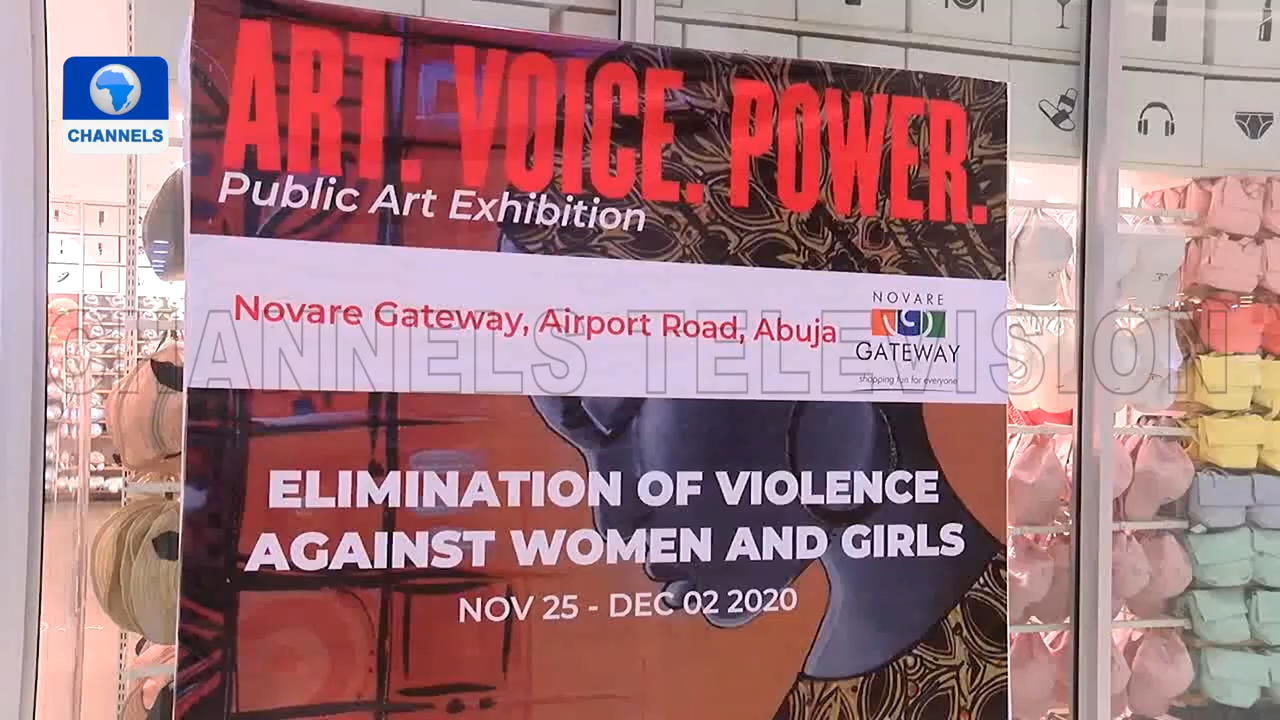 ART. VOICE. POWER.
Public Art Exhibition
CHANNELS
Novare Gateway, Airport Road, Abuja
NOVARE
GATEWAY
shopping fun for everyone
CHANNELS TELEVISION
ELIMINATION OF VIOLENCE
AGAINST WOMEN AND GIRLS
NOV 25 - DEC 02 2020